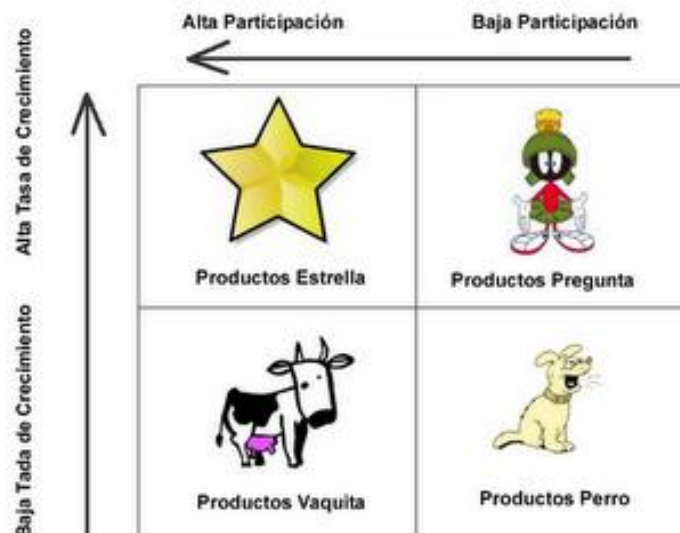 Alta Participación
Baja Participación
Alta Tasa de Crecimiento
Productos Estrella
Productos Pregunta
Baja Tada de Crecimiento
Productos Vaquita
Productos Perro